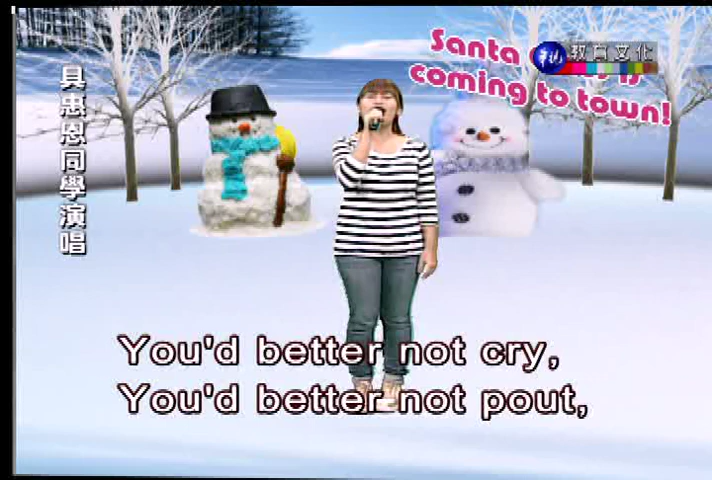 Santa
coming to town!
教育文化
具忠恩同學演唱
You'd better not cry,
You'd better not pout,